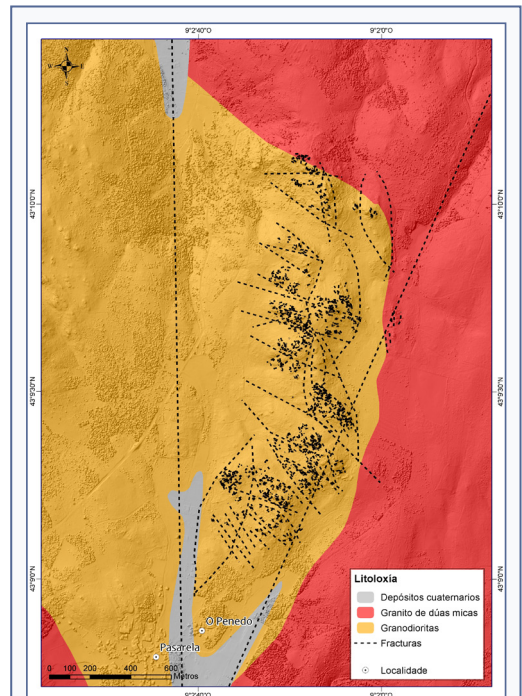 9°2'40"O
9°2'0"O
N
W
E
S
43°10'0"N
43°10'0"N
43°9'30"N
43°9'30"N
43°9'0"N
43°9'0"N
O Penedo
Pasarela
0 100 200 400 600
Metros
Litoloxía
Depósitos cuaternarios
Granito de dúas micas
Granodioritas
Fracturas
Localidade
9°2'40"O
9°2'0"O